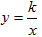 y = k/x